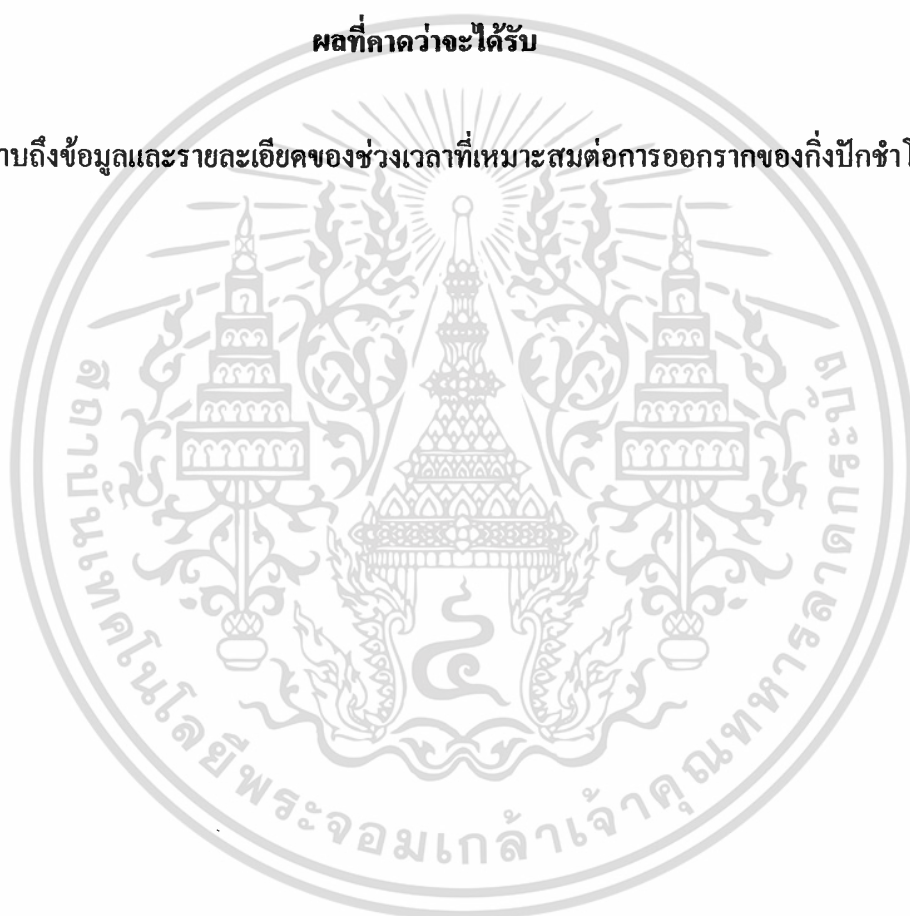 ผลที่คาดว่าจะได้รับ
าบถึงข้อมูลและรายละเอียดของช่วงเวลาที่เหมาะสมต่อการออกรากของกิ่งปักชำโ
สถาบันเทคโนโลยีพระจอมเกล้าเจ้าคุณทหารลาดกระบัง